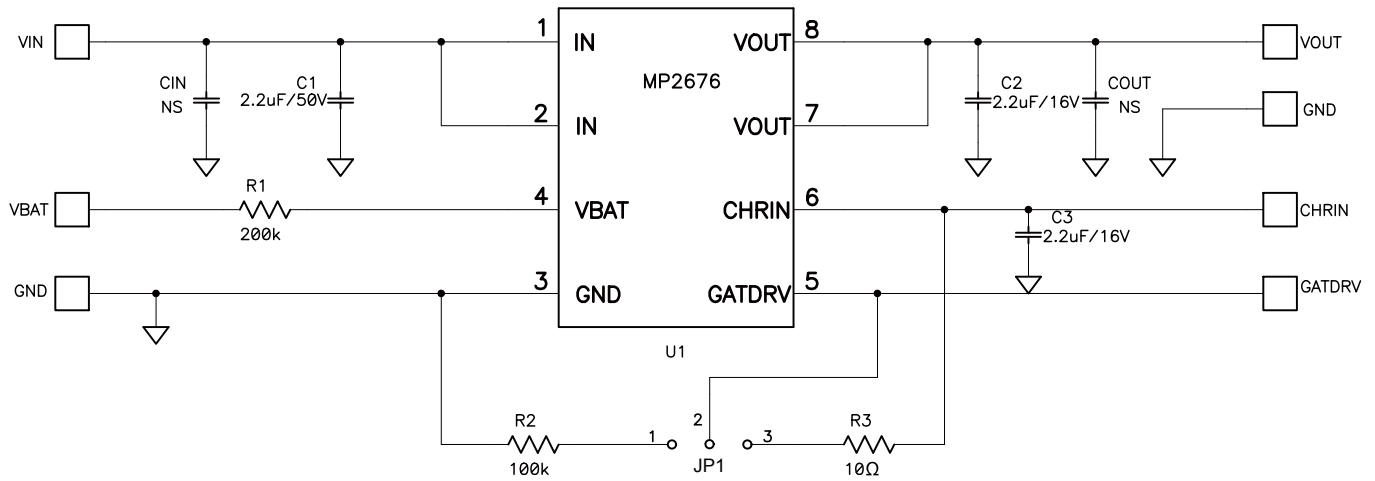 VIN
1
IN
VOUT
8
VOUT
MP2676
CIN
NS
C1
2.2uF/50V
C2
2.2uF/16V
COUT
NS
GND
2
IN
VOUT
7
R1
VBAT
200k
4
VBAT
CHRIN
6
CHRIN
C3
2.2uF/16V
GND
3
GND
GATDRV
5
GATDRV
U1
R2
100k
1
2
3
JP1
R3
10Ω